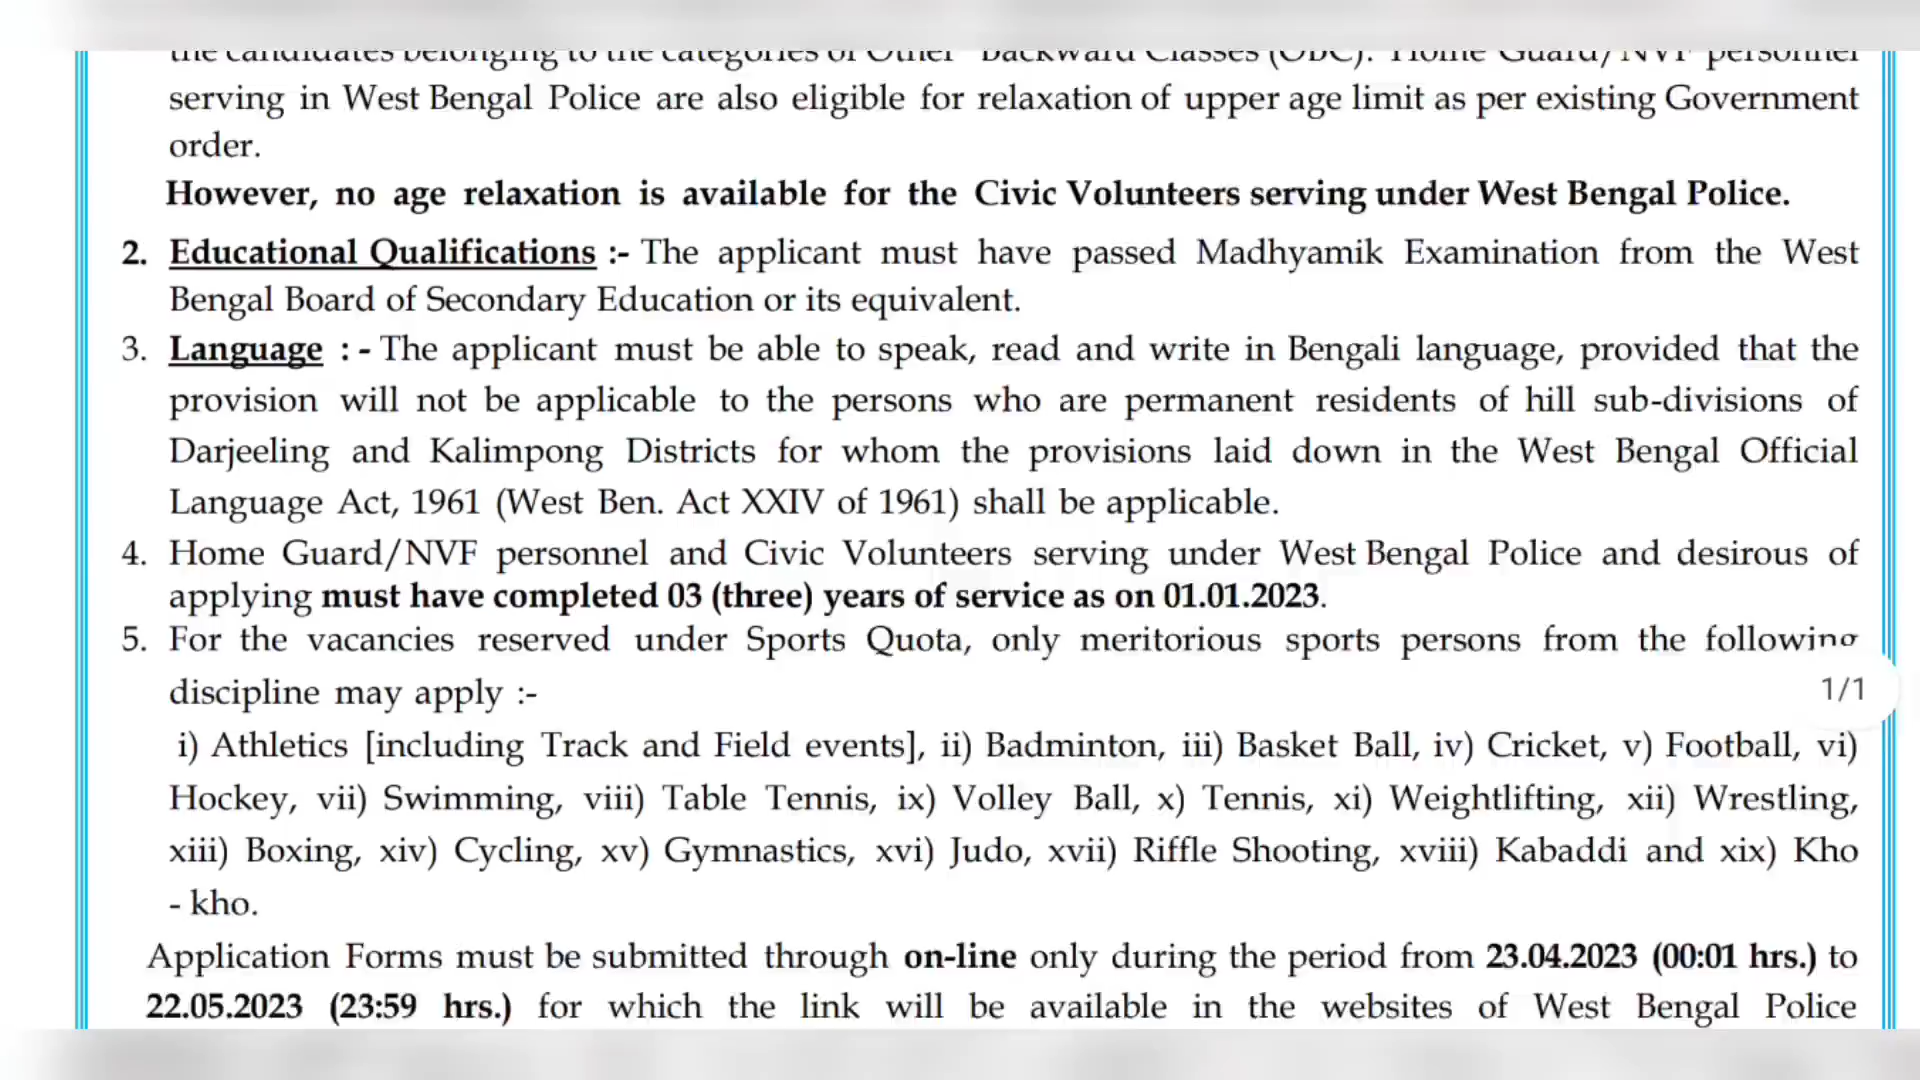 the candidates belonging to the categories of Other Backward Classes (OBC). Home Guard/NVF personnel
serving in West Bengal Police are also eligible for relaxation of upper age limit as per existing Government
order.
However, no age relaxation is available for the Civic Volunteers serving under West Bengal Police.
2. Educational Qualifications :- The applicant must have passed Madhyamik Examination from the West
Bengal Board of Secondary Education or its equivalent.
3. Language : - The applicant must be able to speak, read and write in Bengali language, provided that the
provision will not be applicable to the persons who are permanent residents of hill sub-divisions of
Darjeeling and Kalimpong Districts for whom the provisions laid down in the West Bengal Official
Language Act, 1961 (West Ben. Act XXIV of 1961) shall be applicable.
4. Home Guard/NVF personnel and Civic Volunteers serving under West Bengal Police and desirous of
applying must have completed 03 (three) years of service as on 01.01.2023.
5. For the vacancies reserved under Sports Quota, only meritorious sports persons from the following
discipline may apply :-
1/1
i) Athletics [including Track and Field events], ii) Badminton, iii) Basket Ball, iv) Cricket, v) Football, vi)
Hockey, vii) Swimming, viii) Table Tennis, ix) Volley Ball, x) Tennis, xi) Weightlifting, xii) Wrestling,
xiii) Boxing, xiv) Cycling, xv) Gymnastics, xvi) Judo, xvii) Riffle Shooting, xviii) Kabaddi and xix) Kho
- kho.
Application Forms must be submitted through on-line only during the period from 23.04.2023 (00:01 hrs.) to
22.05.2023 (23:59 hrs.) for which the link will be available in the websites of West Bengal Police